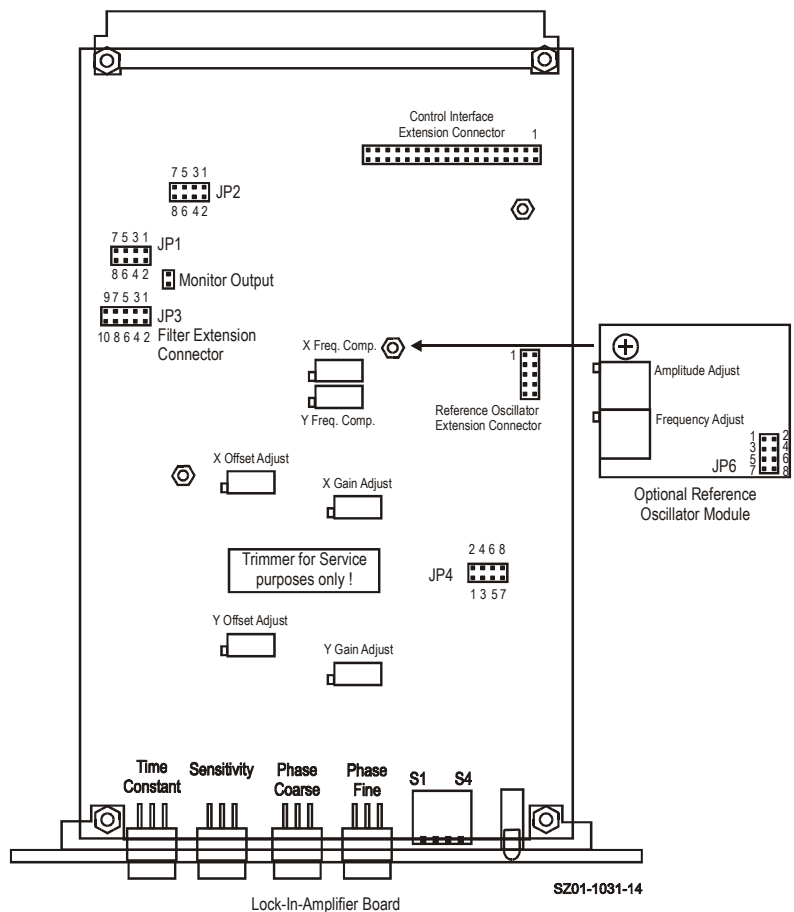 Control Interface
Extension Connector 1
7 5 3 1
JP2
8 6 4 2
7 5 3 1
JP1
8 6 4 2
Monitor Output
9 7 5 3 1
JP3
10 8 6 4 2
Filter Extension
Connector
X Freq. Comp.
Y Freq. Comp.
1
Reference Oscillator
Extension Connector
Amplitude Adjust
Frequency Adjust
1 2
3 4
5 6
7 8
JP6
Optional Reference
Oscillator Module
X Offset Adjust
X Gain Adjust
Trimmer for Service
purposes only !
2 4 6 8
JP4
1 3 5 7
Y Offset Adjust
Y Gain Adjust
Time
Constant
Sensitivity
Phase
Coarse
Phase
Fine
S1 S4
SZ01-1031-14
Lock-In-Amplifier Board